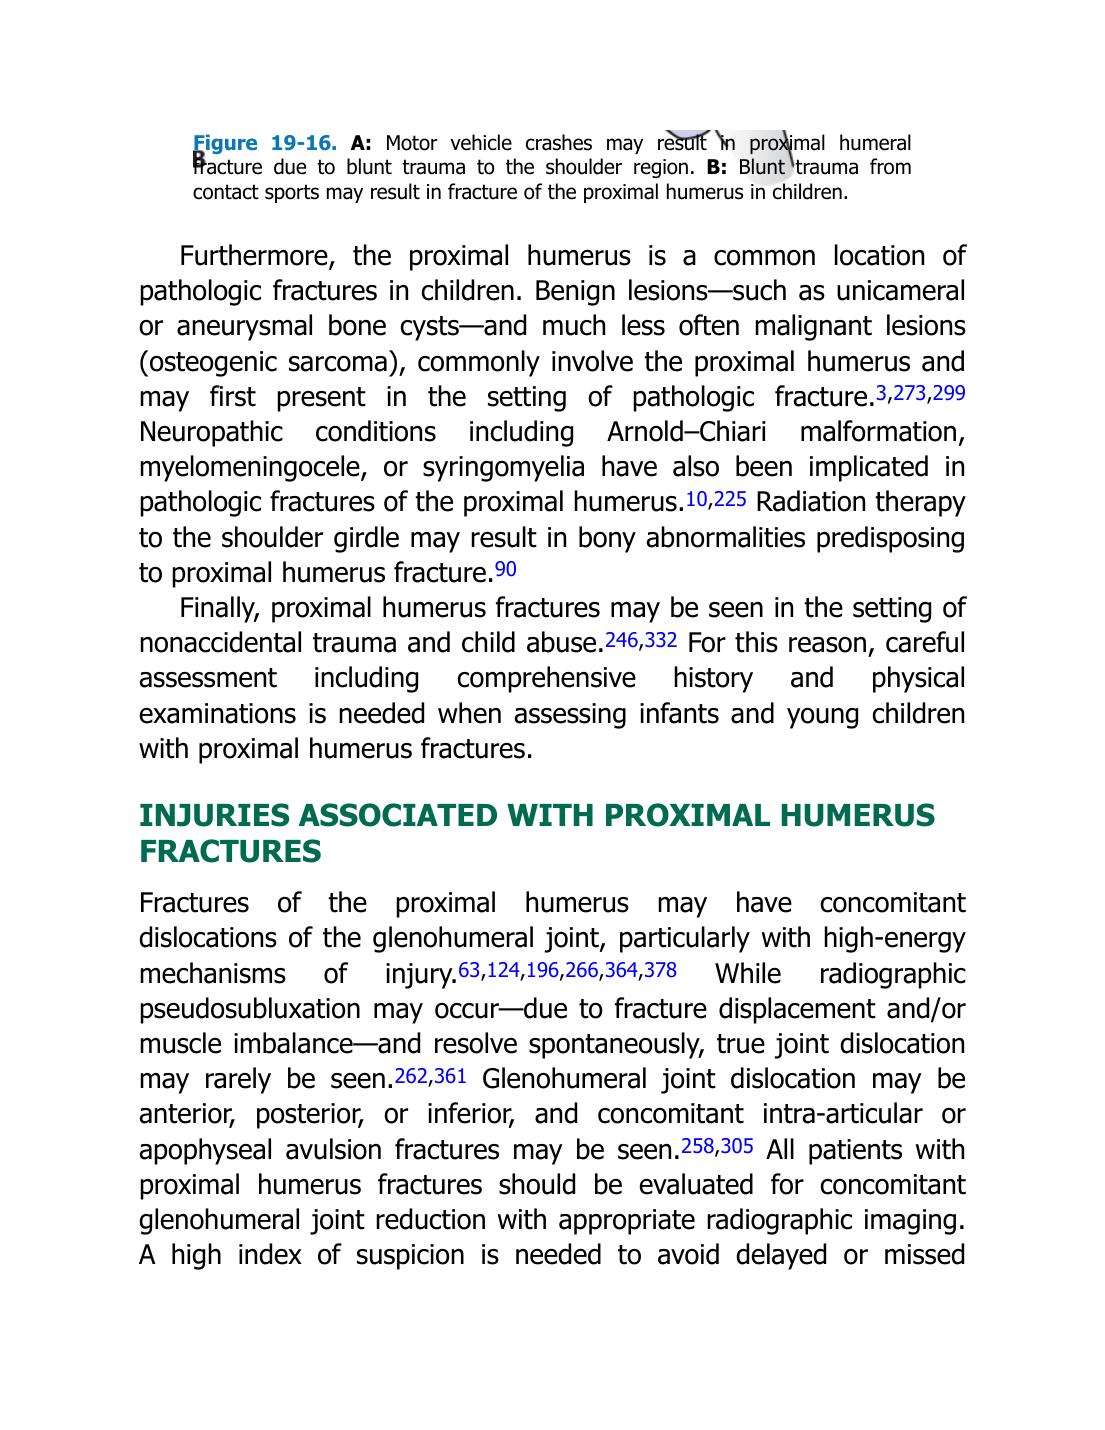 Figure 19-16. A: Motor vehicle crashes may result in proximal humeral
B
fracture due to blunt trauma to the shoulder region. B: Blunt trauma from
contact sports may result in fracture of the proximal humerus in children.
Furthermore, the proximal humerus is a common location of
pathologic fractures in children. Benign lesions—such as unicameral
or aneurysmal bone cysts—and much less often malignant lesions
(osteogenic sarcoma), commonly involve the proximal humerus and
may first present in the setting of pathologic fracture.3,273,299
Neuropathic conditions including Arnold–Chiari malformation,
myelomeningocele, or syringomyelia have also been implicated in
pathologic fractures of the proximal humerus.10,225 Radiation therapy
to the shoulder girdle may result in bony abnormalities predisposing
to proximal humerus fracture.90
Finally, proximal humerus fractures may be seen in the setting of
nonaccidental trauma and child abuse.246,332 For this reason, careful
assessment including comprehensive history and physical
examinations is needed when assessing infants and young children
with proximal humerus fractures.
INJURIES ASSOCIATED WITH PROXIMAL HUMERUS
FRACTURES
Fractures of the proximal humerus may have concomitant
dislocations of the glenohumeral joint, particularly with high-energy
mechanisms of injury.63,124,196,266,364,378 While radiographic
pseudosubluxation may occur—due to fracture displacement and/or
muscle imbalance—and resolve spontaneously, true joint dislocation
may rarely be seen.262,361 Glenohumeral joint dislocation may be
anterior, posterior, or inferior, and concomitant intra-articular or
apophyseal avulsion fractures may be seen.258,305 All patients with
proximal humerus fractures should be evaluated for concomitant
glenohumeral joint reduction with appropriate radiographic imaging.
A high index of suspicion is needed to avoid delayed or missed